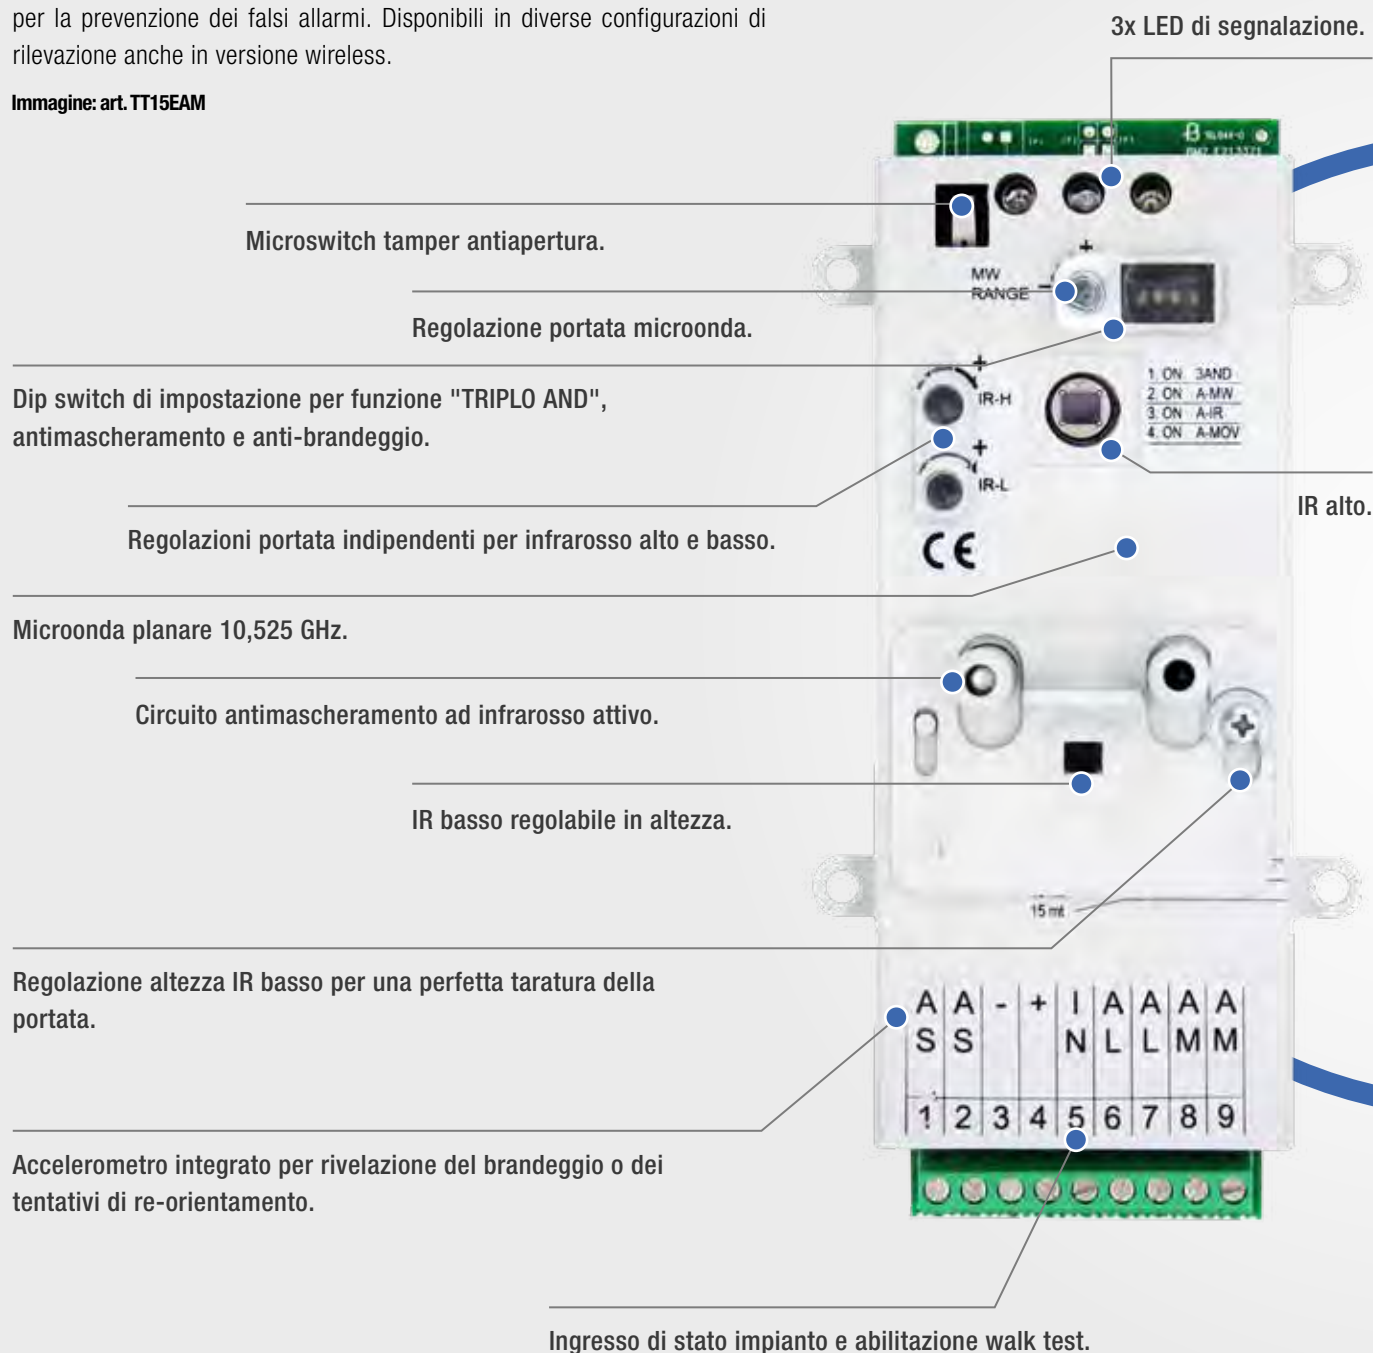 per la prevenzione dei falsi allarmi. Disponibili in diverse configurazioni di
rilevazione anche in versione wireless.
Immagine: art. TT15EAM
3x LED di segnalazione.
Microswitch tamper antiapertura.
Regolazione portata microonda.
Dip switch di impostazione per funzione "TRIPLO AND",
antimascheramento e anti-brandeggio.
Regolazioni portata indipendenti per infrarosso alto e basso.
IR alto.
Microonda planare 10,525 GHz.
Circuito antimascheramento ad infrarosso attivo.
IR basso regolabile in altezza.
Regolazione altezza IR basso per una perfetta taratura della
portata.
Accelerometro integrato per rivelazione del brandeggio o dei
tentativi di re-orientamento.
Ingresso di stato impianto e abilitazione walk test.
+
MW
RANGE -
+
IR-H
+
IR-L
1. ON 3AND
2. ON A-MW
3. ON A-IR
4. ON A-MOV
CE
15 mt
A A - + I A A A A
S S N L L M M
1 2 3 4 5 6 7 8 9